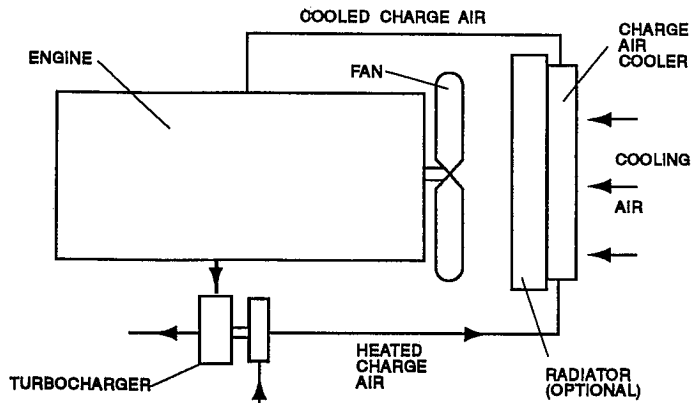 COOLED CHARGE AIR
CHARGE
AIR
COOLER
ENGINE
FAN
COOLING
AIR
HEATED
CHARGE
AIR
TURBOCHARGER
RADIATOR
(OPTIONAL)